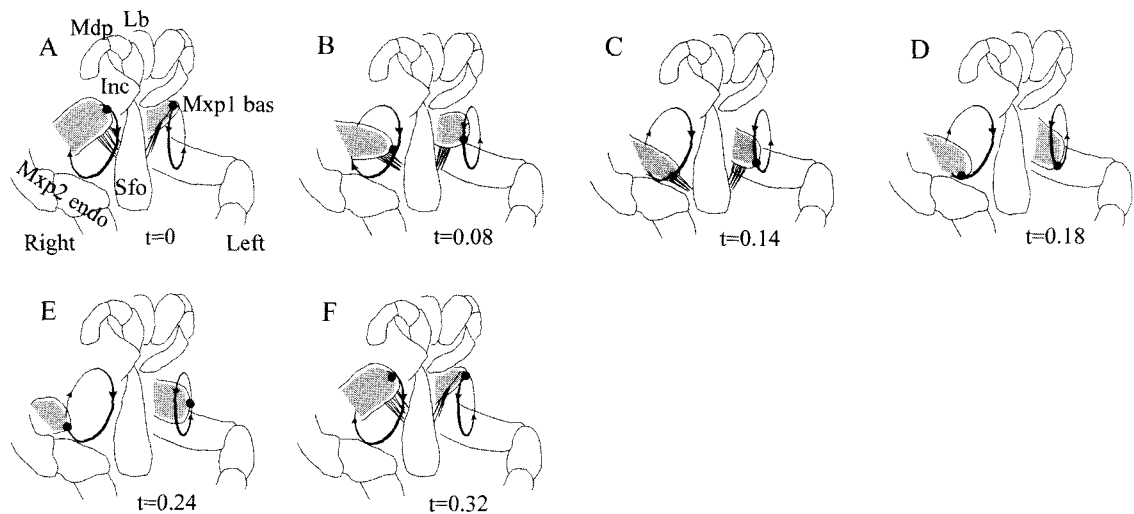 A
Mdp Lb
Inc
Mxp1 bas
Mxp2 endo
Sfo
Right
t=0
Left
B
t=0.08
C
t=0.14
D
t=0.18
E
t=0.24
F
t=0.32